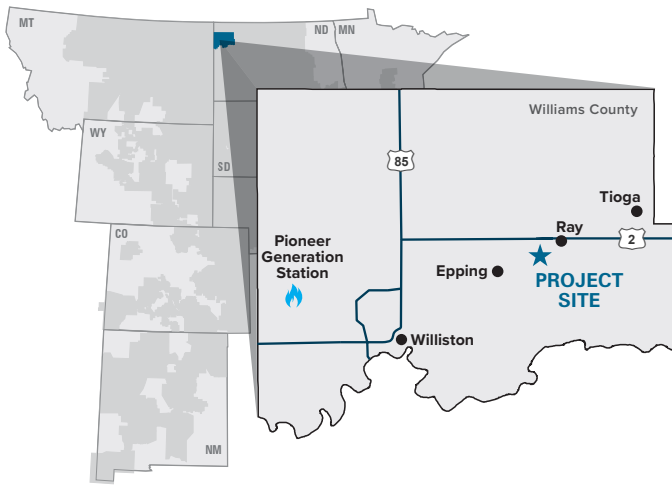 MT
ND
MN
WY
SD
CO
NM
Williams County
85
Tioga
Ray
2
Pioneer
Generation
Station
Epping
PROJECT
SITE
Williston